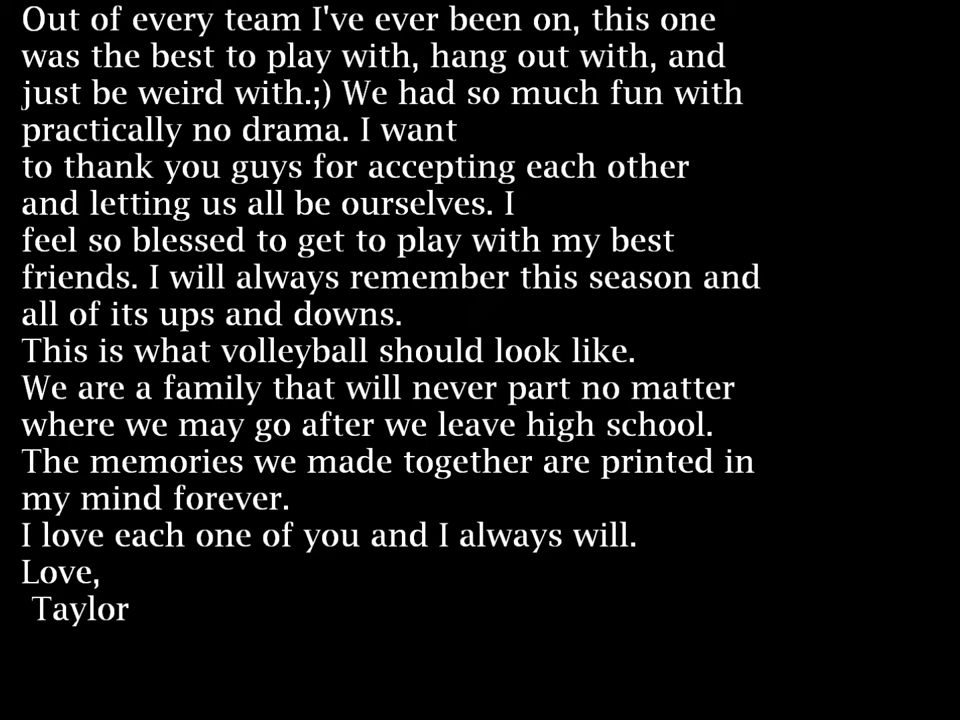 Out of every team I've ever been on, this one
was the best to play with, hang out with, and
just be weird with.;) We had so much fun with
practically no drama. I want
to thank you guys for accepting each other
and letting us all be ourselves. I
feel so blessed to get to play with my best
friends. I will always remember this season and
all of its ups and downs.
This is what volleyball should look like.
We are a family that will never part no matter
where we may go after we leave high school.
The memories we made together are printed in
my mind forever.
I love each one of you and I always will.
Love,
Taylor